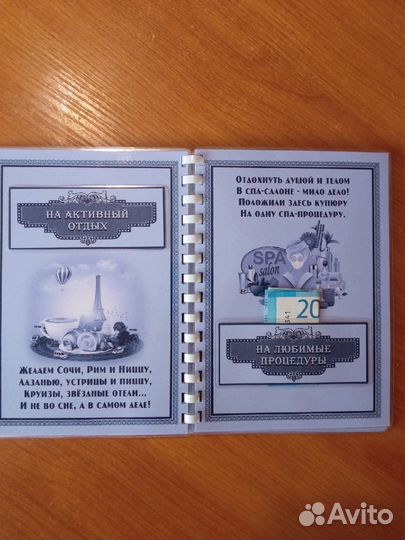 НА АКТИВНЫЙ
ОТДЫХ
ЖЕЛАЕМ СОЧИ, РИМ И НИЦЦУ,
ЛАЗАНЬЮ, УСТРИЦЫ И ПИЦЦУ,
КРУИЗЫ, ЗВЁЗДНЫЕ ОТЕЛИ...
И НЕ ВО СНЕ, А В САМОМ ДЕЛЕ!
ОТДОХНУТЬ ДУШОЙ И ТЕЛОМ
В СПА-САЛОНЕ - МИЛО ДЕЛО!
ПОЛОЖИЛИ ЗДЕСЬ КУПЮРУ
НА ОДНУ СПА-ПРОЦЕДУРУ.
SPA
salon
20
341
НА ЛЮБИМЫЕ
ПРОЦЕДУРЫ
Avito